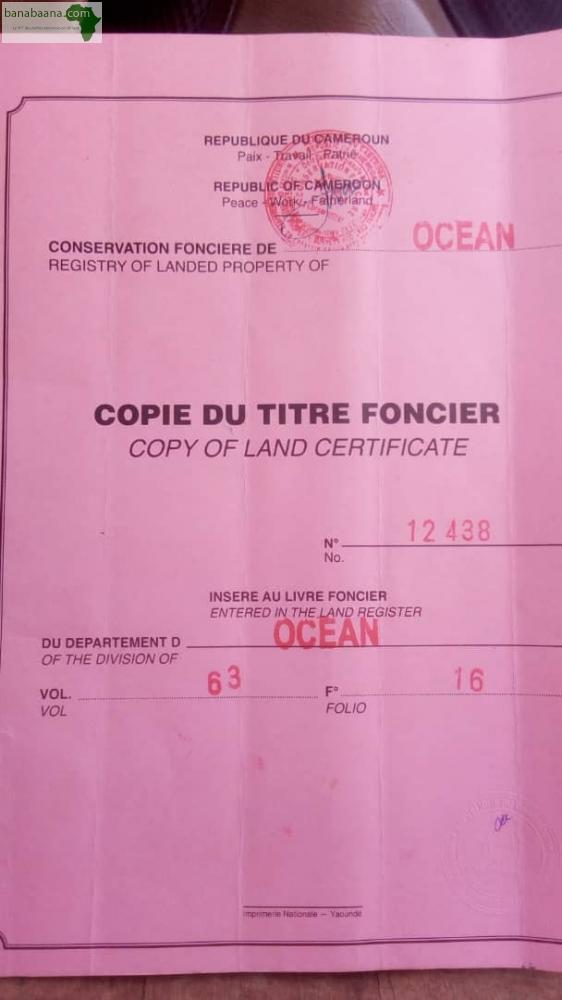 banabaana.com
REPUBLIQUE DU CAMEROUN
Paix - Travail - Patrie
REPUBLIC OF CAMEROON
Peace - Work - Fatherland
CONSERVATION FONCIERE DE OCEAN
REGISTRY OF LANDED PROPERTY OF
COPIE DU TITRE FONCIER
COPY OF LAND CERTIFICATE
N° 12 438
No.
INSERE AU LIVRE FONCIER
ENTERED IN THE LAND REGISTER
DU DEPARTEMENT D OCEAN
OF THE DIVISION OF
VOL. 63 F° 16
VOL FOLIO
Imprimerie Nationale — Yaoundé